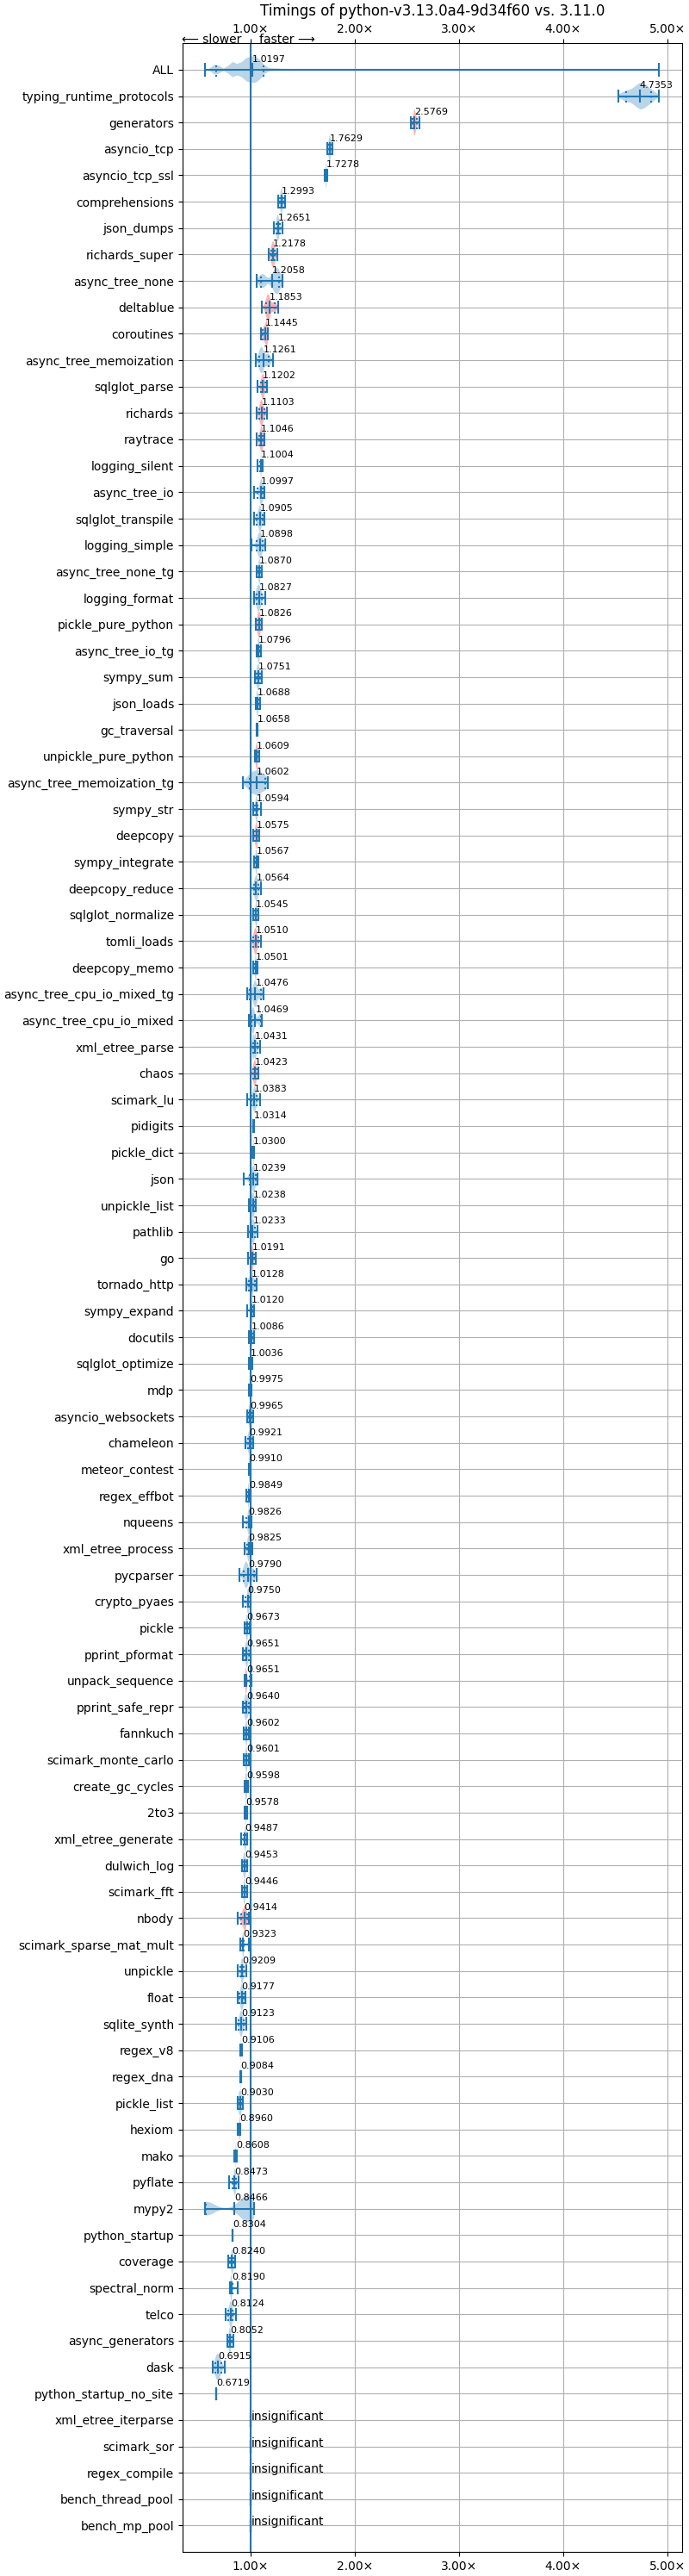 Timings of python-v3.13.0a4-9d34f60 vs. 3.11.0
1.00× 2.00× 3.00× 4.00× 5.00×
⟵ slower faster ⟶
ALL 1.0197
typing_runtime_protocols 4.7353
generators 2.5769
asyncio_tcp 1.7629
asyncio_tcp_ssl 1.7278
comprehensions 1.2993
json_dumps 1.2651
richards_super 1.2178
async_tree_none 1.2058
deltablue 1.1853
coroutines 1.1445
async_tree_memoization 1.1261
sqlglot_parse 1.1202
richards 1.1103
raytrace 1.1046
logging_silent 1.1004
async_tree_io 1.0997
sqlglot_transpile 1.0905
logging_simple 1.0898
async_tree_none_tg 1.0870
logging_format 1.0827
pickle_pure_python 1.0826
async_tree_io_tg 1.0796
sympy_sum 1.0751
json_loads 1.0688
gc_traversal 1.0658
unpickle_pure_python 1.0609
async_tree_memoization_tg 1.0602
sympy_str 1.0594
deepcopy 1.0575
sympy_integrate 1.0567
deepcopy_reduce 1.0564
sqlglot_normalize 1.0545
tomli_loads 1.0510
deepcopy_memo 1.0501
async_tree_cpu_io_mixed_tg 1.0476
async_tree_cpu_io_mixed 1.0469
xml_etree_parse 1.0431
chaos 1.0423
scimark_lu 1.0383
pidigits 1.0314
pickle_dict 1.0300
json 1.0239
unpickle_list 1.0238
pathlib 1.0233
go 1.0191
tornado_http 1.0128
sympy_expand 1.0120
docutils 1.0086
sqlglot_optimize 1.0036
mdp 0.9975
asyncio_websockets 0.9965
chameleon 0.9921
meteor_contest 0.9910
regex_effbot 0.9849
nqueens 0.9826
xml_etree_process 0.9825
pycparser 0.9790
crypto_pyaes 0.9750
pickle 0.9673
pprint_pformat 0.9651
unpack_sequence 0.9651
pprint_safe_repr 0.9640
fannkuch 0.9602
scimark_monte_carlo 0.9601
create_gc_cycles 0.9598
2to3 0.9578
xml_etree_generate 0.9487
dulwich_log 0.9453
scimark_fft 0.9446
nbody 0.9414
scimark_sparse_mat_mult 0.9323
unpickle 0.9209
float 0.9177
sqlite_synth 0.9123
regex_v8 0.9106
regex_dna 0.9084
pickle_list 0.9030
hexiom 0.8960
mako 0.8608
pyflate 0.8473
mypy2 0.8466
python_startup 0.8304
coverage 0.8240
spectral_norm 0.8190
telco 0.8124
async_generators 0.8052
dask 0.6915
python_startup_no_site 0.6719
xml_etree_iterparse insignificant
scimark_sor insignificant
regex_compile insignificant
bench_thread_pool insignificant
bench_mp_pool insignificant
1.00× 2.00× 3.00× 4.00× 5.00×